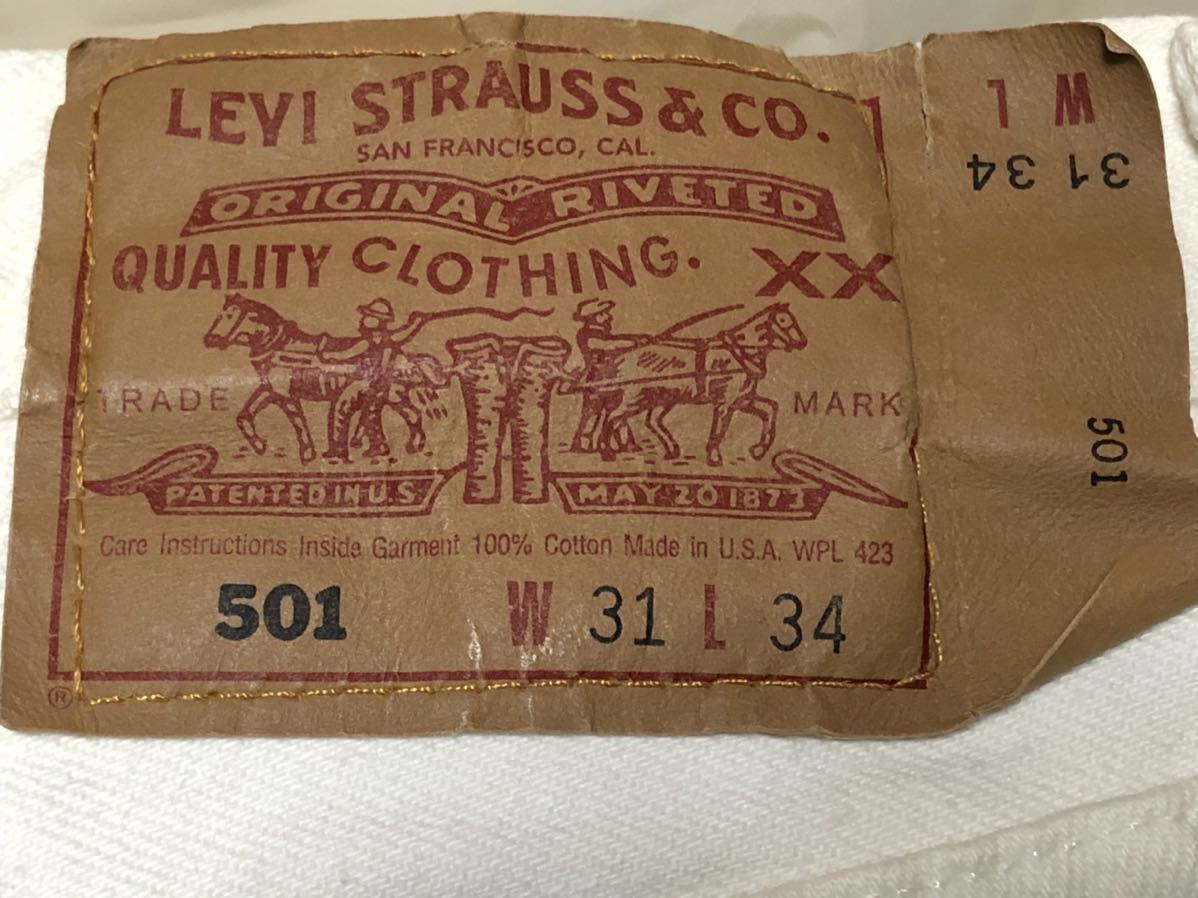 LEVI STRAUSS & CO.
SAN FRANCISCO, CAL.
ORIGINAL RIVETED
QUALITY CLOTHING. XX
TRADE MARK
PATENTED IN U.S. MAY 20 1873
Care Instructions Inside Garment 100% Cotton Made in U.S.A. WPL 423
501 W 31 L 34
®
W L
31 34
501